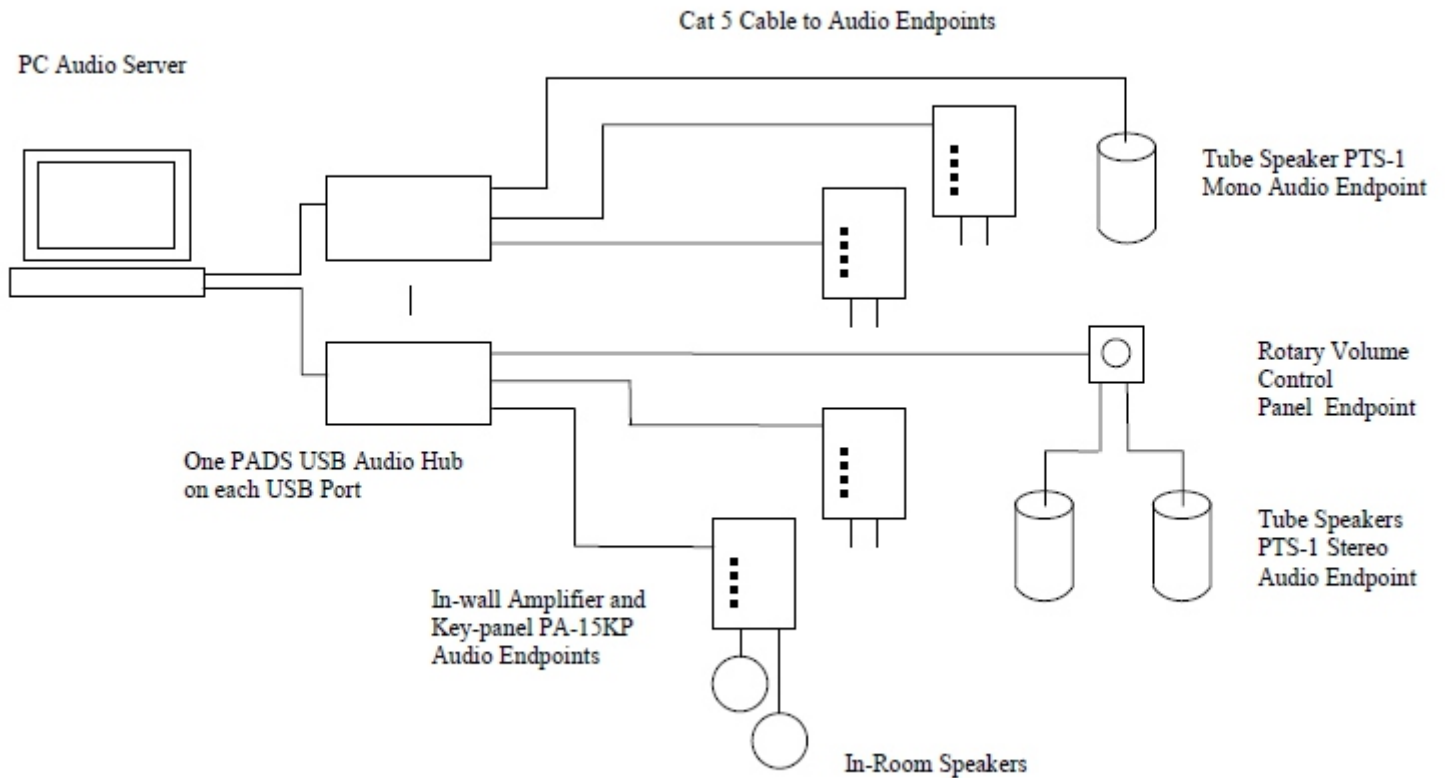 Cat 5 Cable to Audio Endpoints
PC Audio Server
Tube Speaker PTS-1
Mono Audio Endpoint
Rotary Volume
Control
Panel Endpoint
One PADS USB Audio Hub
on each USB Port
Tube Speakers
PTS-1 Stereo
Audio Endpoint
In-wall Amplifier and
Key-panel PA-15KP
Audio Endpoints
In-Room Speakers